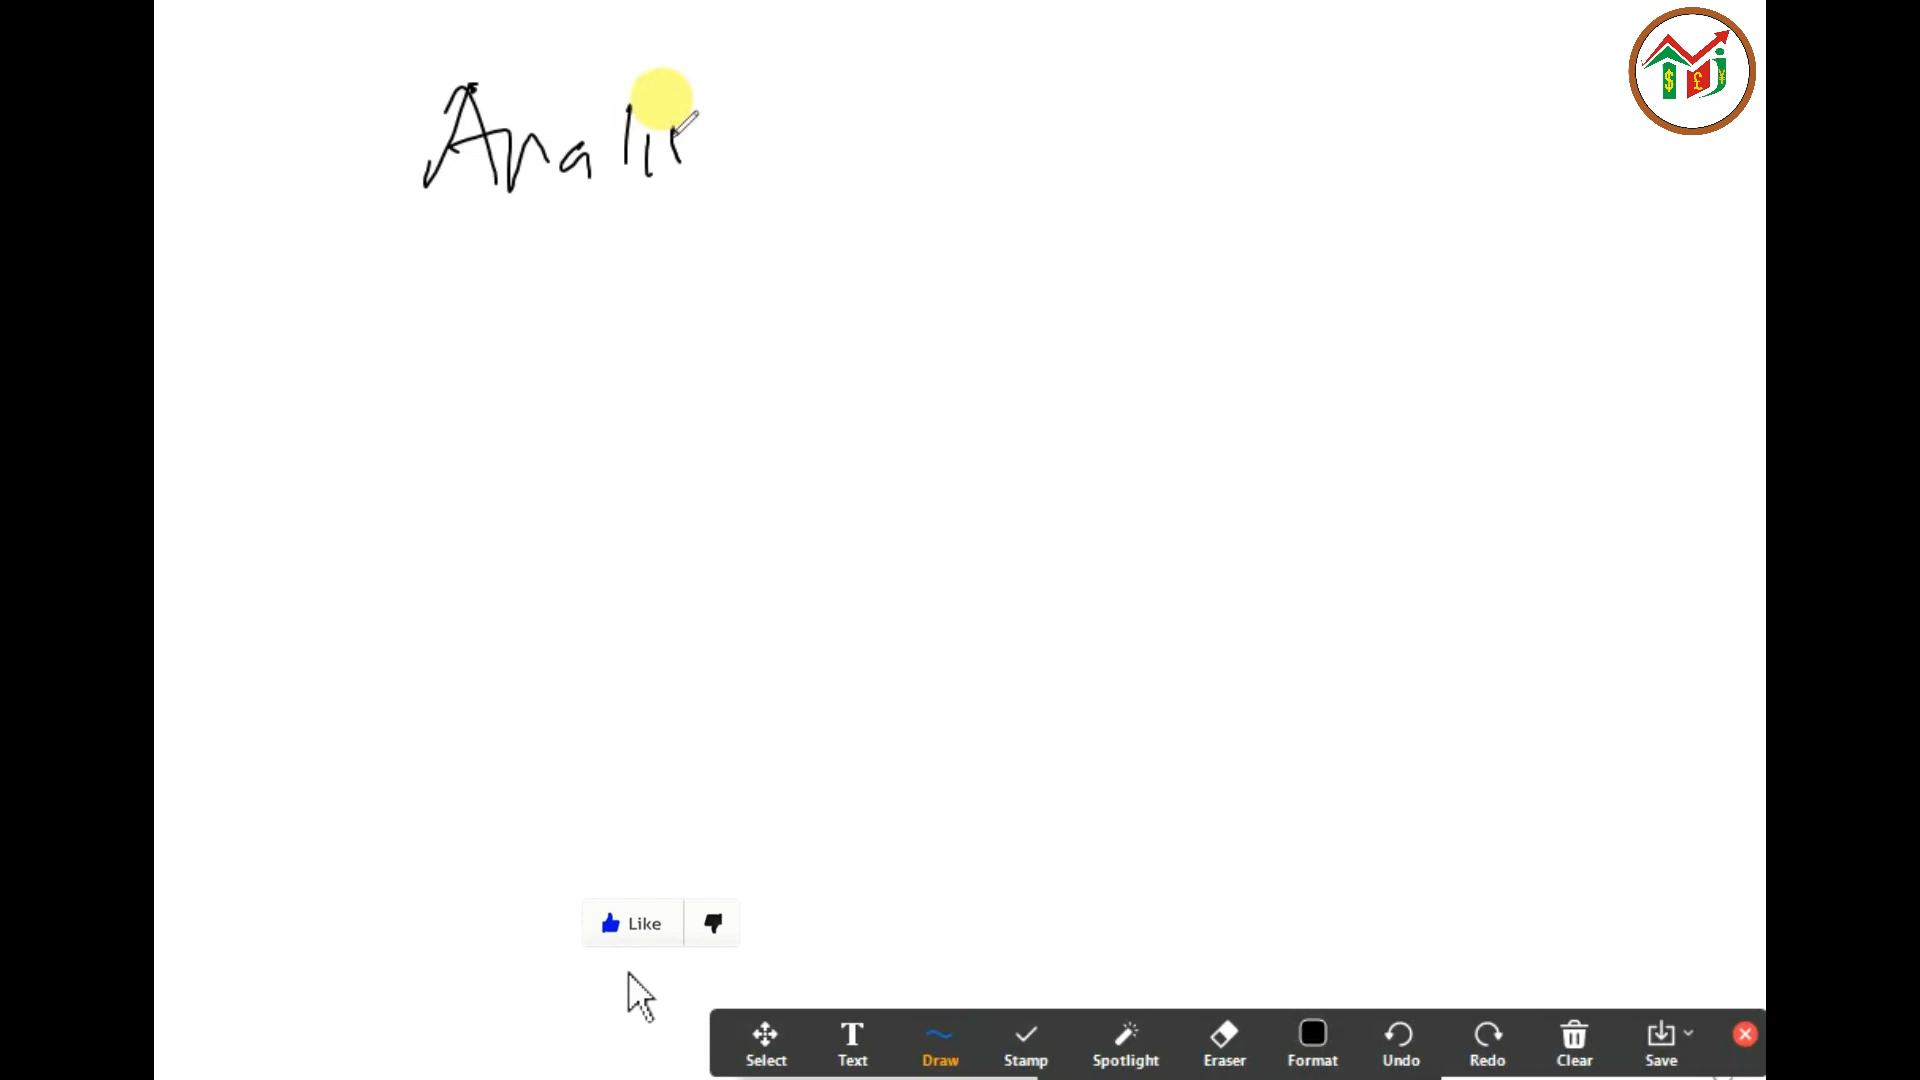 Anali
Like
Select Text Draw Stamp Spotlight Eraser Format Undo Redo Clear Save